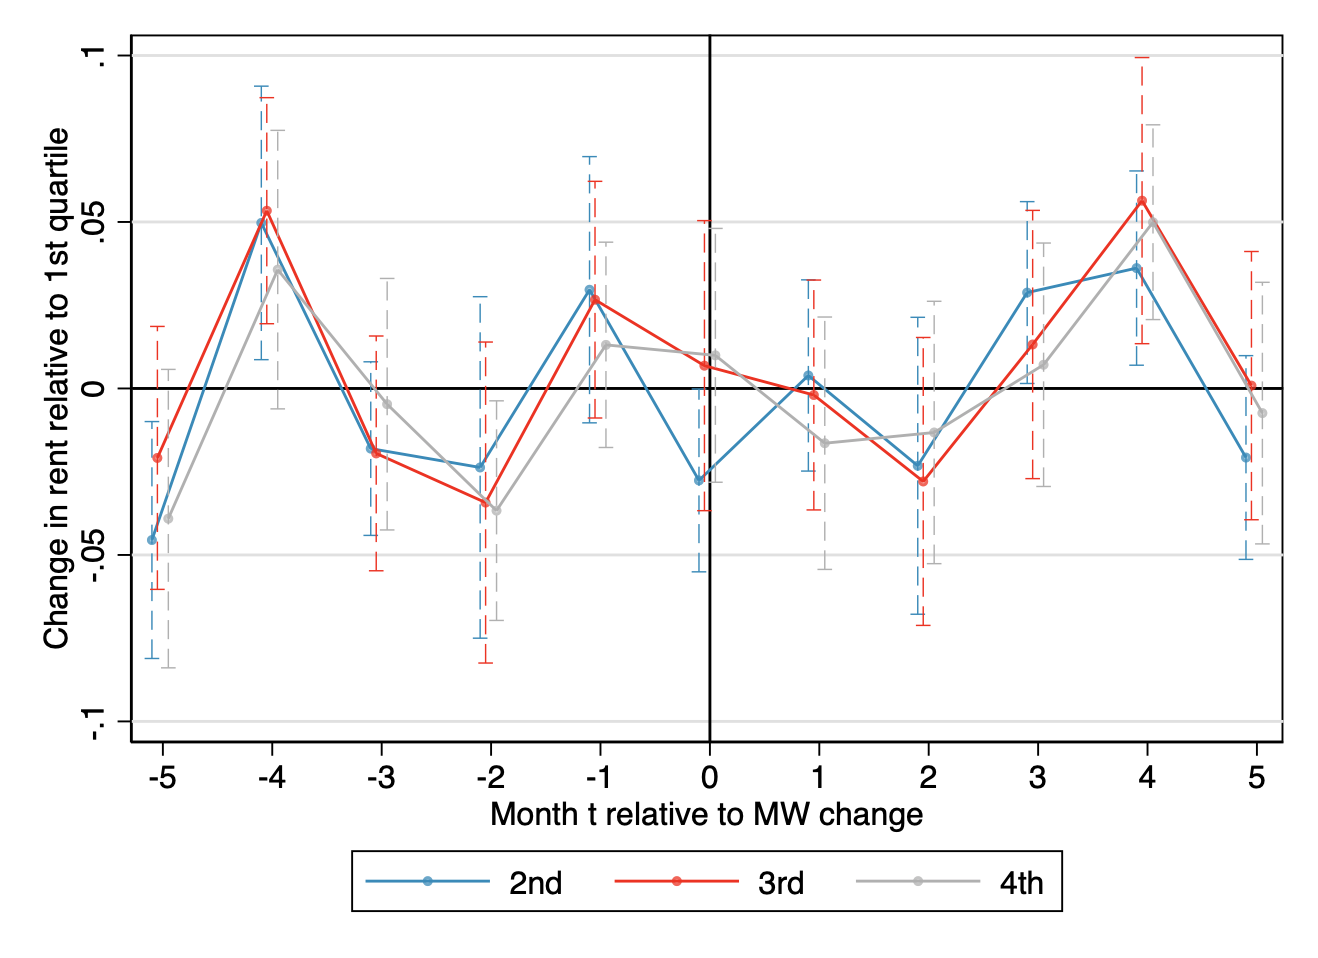 Change in rent relative to 1st quartile
.1
.05
0
-.05
-.1
-5 -4 -3 -2 -1 0 1 2 3 4 5
Month t relative to MW change
2nd 3rd 4th